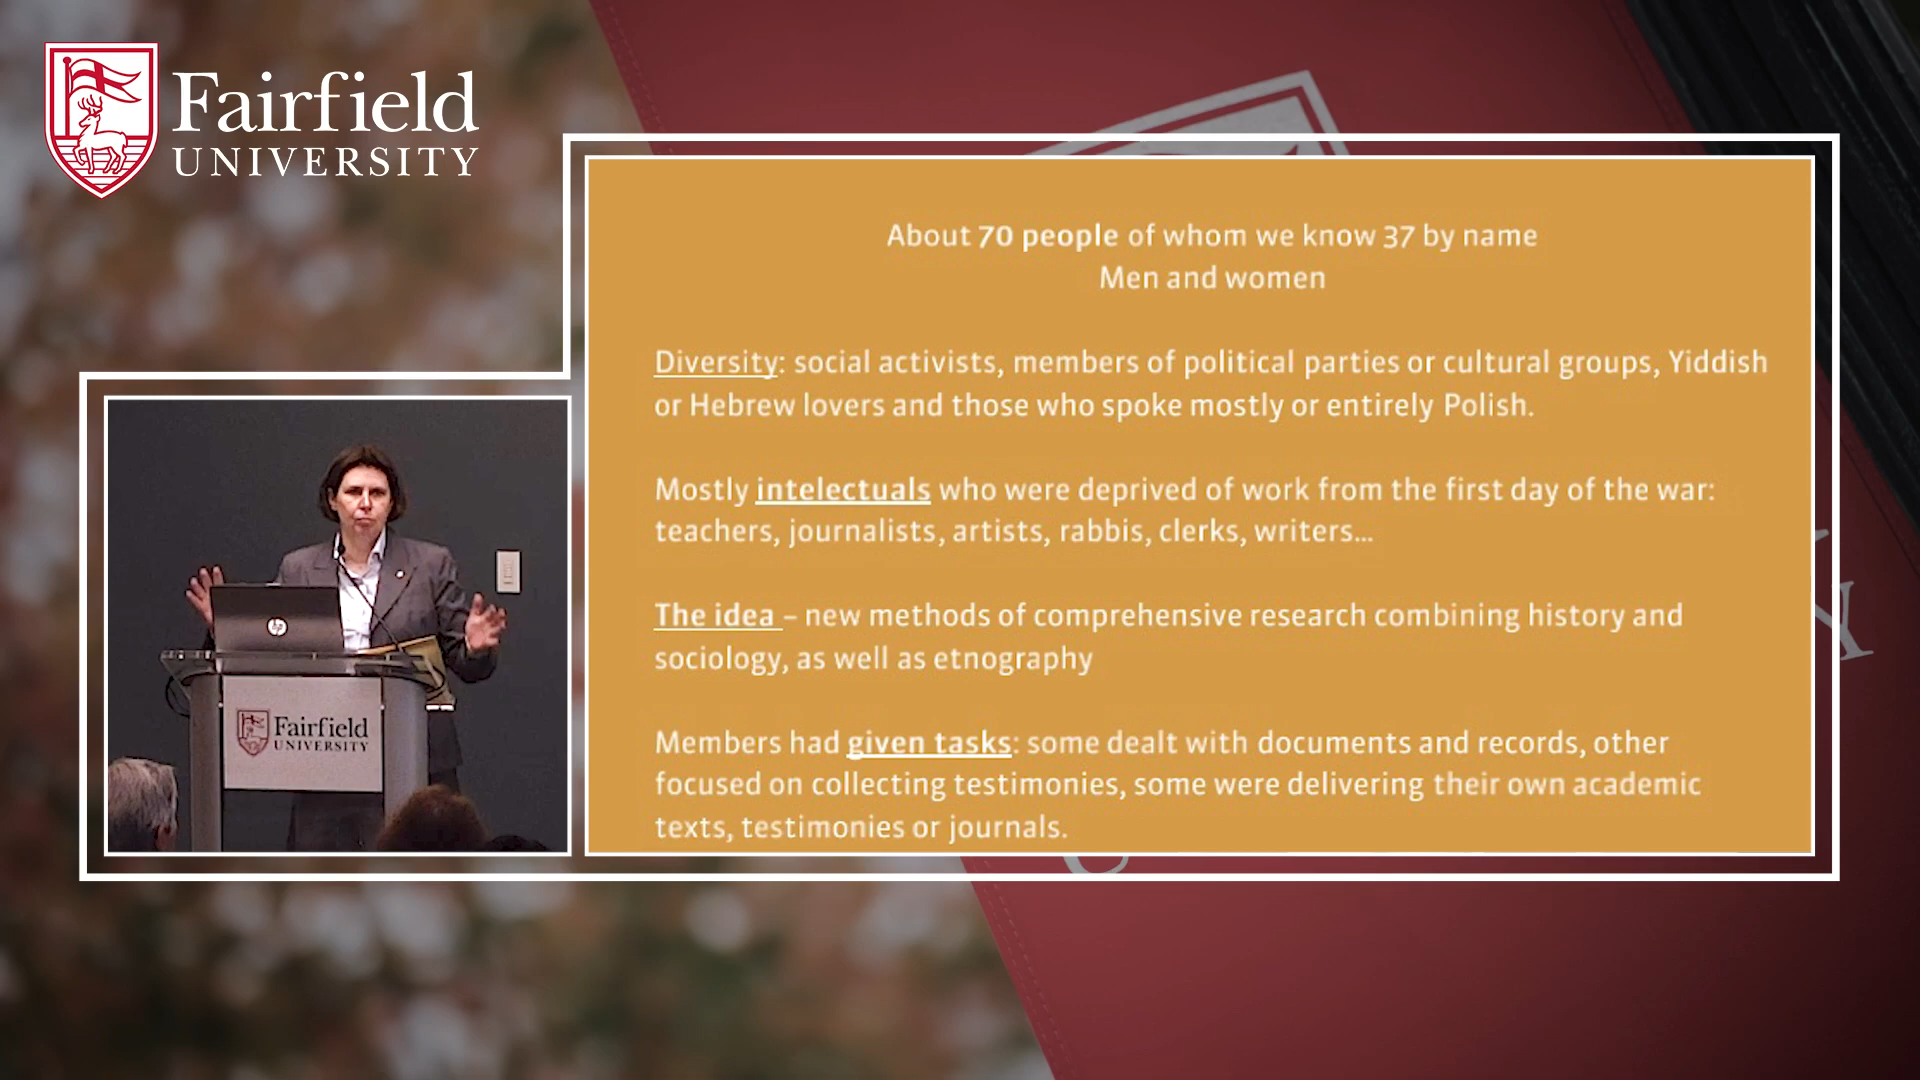 Fairfield
UNIVERSITY
About 70 people of whom we know 37 by name
Men and women
Diversity: social activists, members of political parties or cultural groups, Yiddish
or Hebrew lovers and those who spoke mostly or entirely Polish.
Mostly intelectuals who were deprived of work from the first day of the war:
teachers, journalists, artists, rabbis, clerks, writers...
The idea – new methods of comprehensive research combining history and
sociology, as well as etnography
Members had given tasks: some dealt with documents and records, other
focused on collecting testimonies, some were delivering their own academic
texts, testimonies or journals.
hp
Fairfield
UNIVERSITY
Y